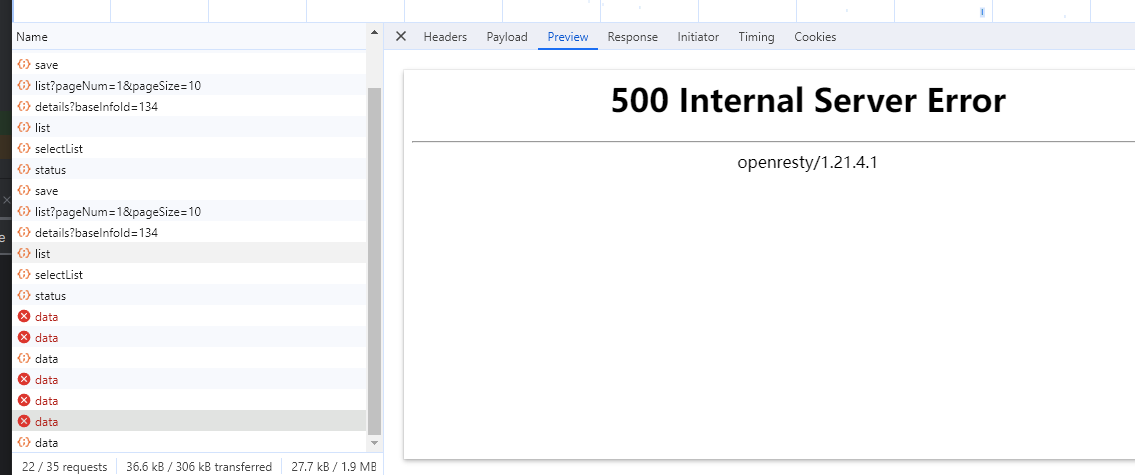 Name
save
list?pageNum=1&pageSize=10
details?baseInfoId=134
list
selectList
status
save
list?pageNum=1&pageSize=10
details?baseInfoId=134
list
selectList
status
data
data
data
data
data
data
data
22 / 35 requests 36.6 kB / 306 kB transferred 27.7 kB / 1.9 MB
Headers Payload Preview Response Initiator Timing Cookies
500 Internal Server Error
openresty/1.21.4.1